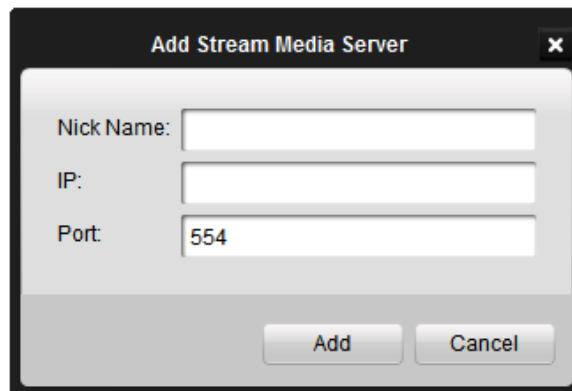 Add Stream Media Server
Nick Name:
IP:
Port: 554
Add Cancel